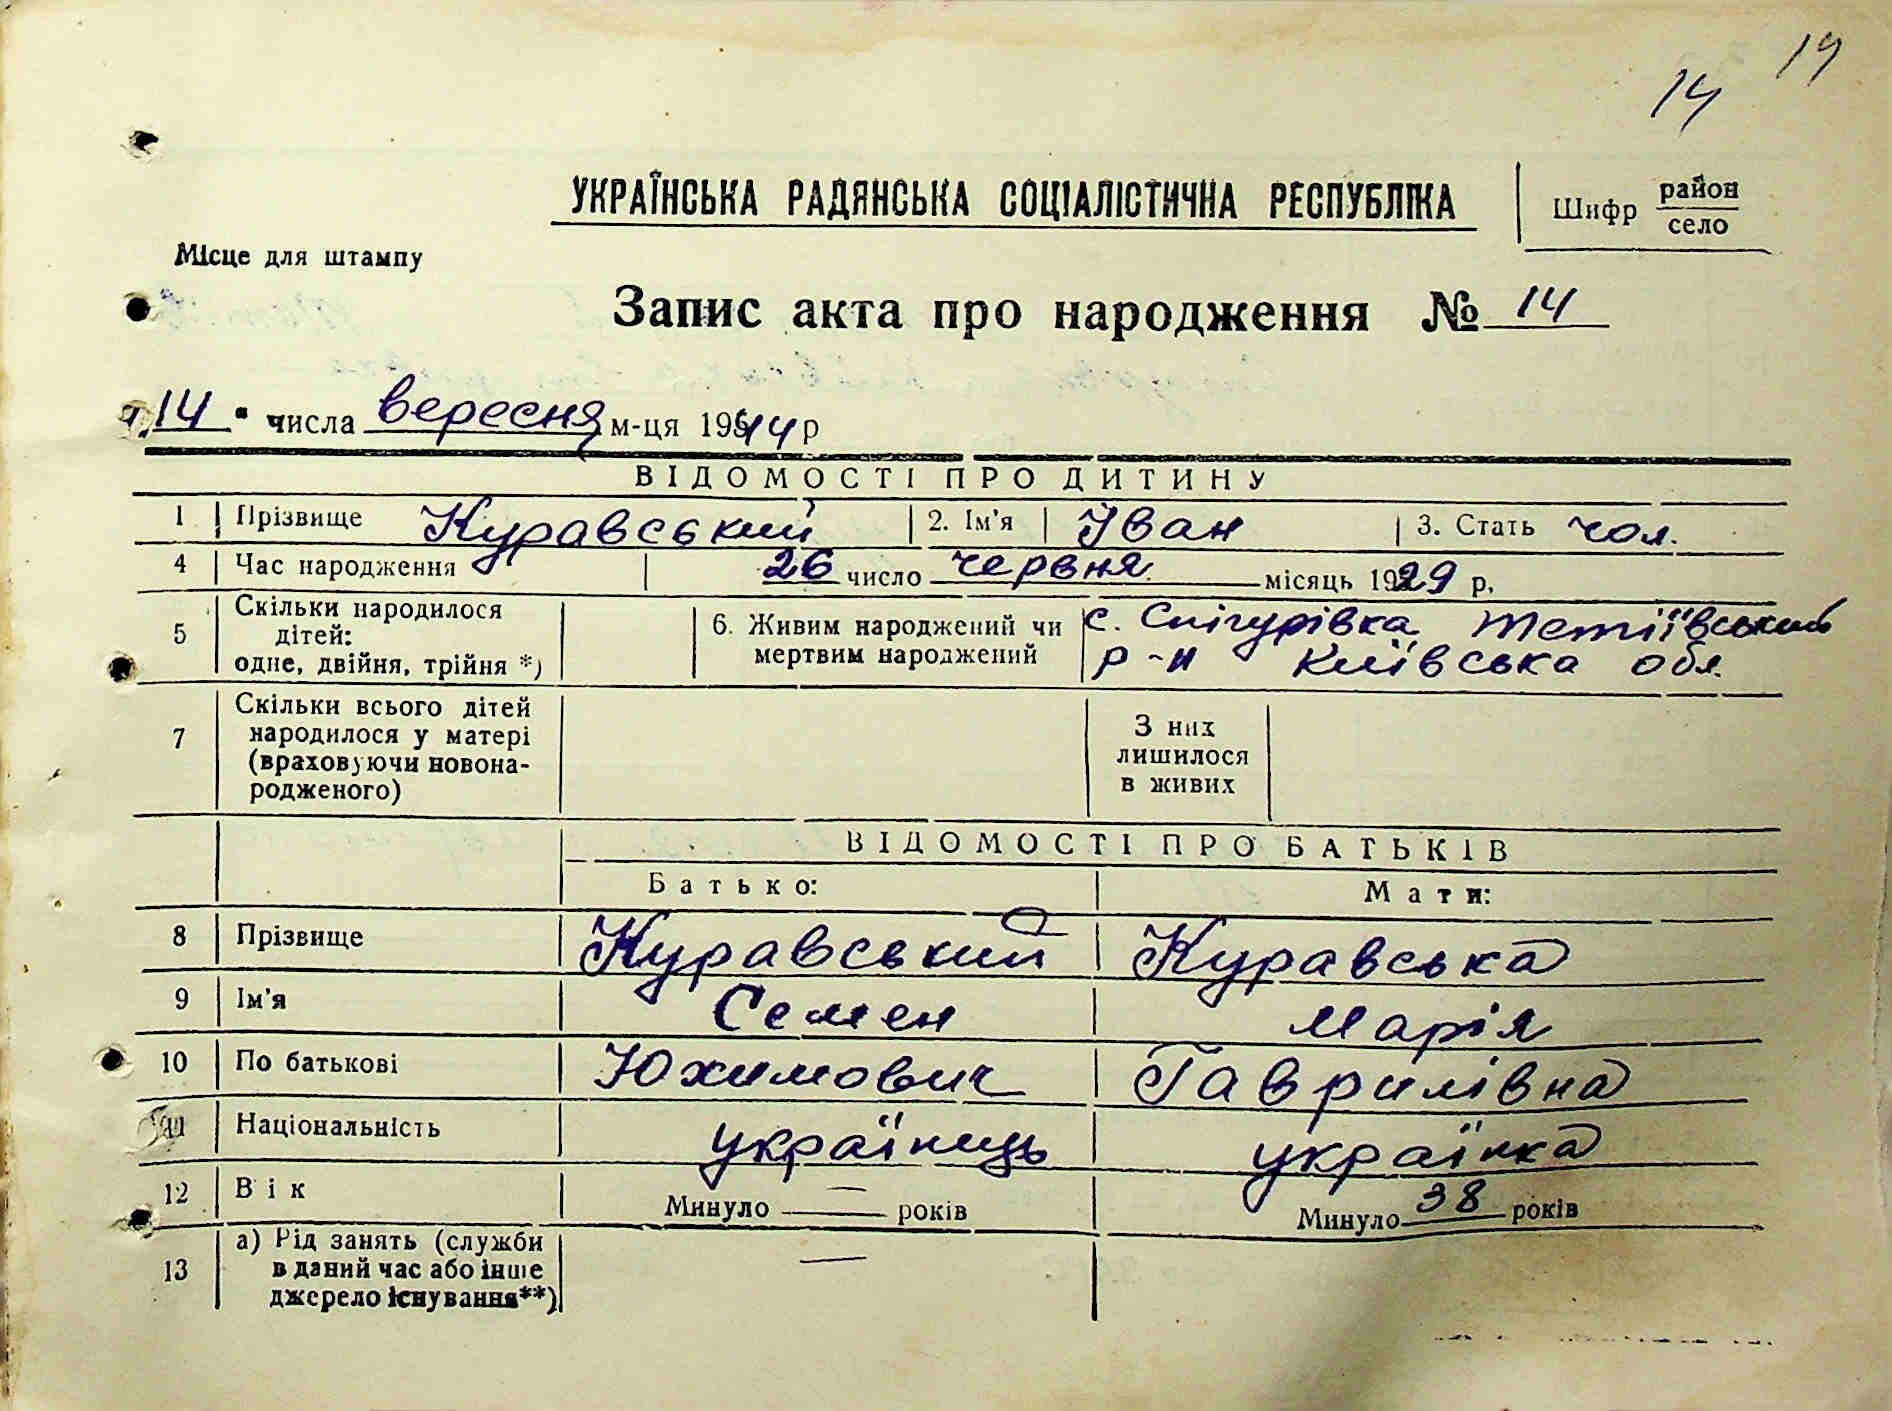 19
14
УКРАЇНСЬКА РАДЯНСЬКА СОЦІАЛІСТИЧНА РЕСПУБЛІКА
Шифр район
село
Місце для штампу
Запис акта про народження № 14
„14“ числа вересня м-ця 1944 р
ВІДОМОСТІ ПРО ДИТИНУ
1 Прізвище Куравський 2. Ім'я Іван 3. Стать чол.
4 Час народження 26 число червня місяць 1929 р.
5 Скільки народилося дітей: одне, двійня, трійня *) 6. Живим народжений чи мертвим народжений с. Снігурівка Тетіївський р-н Київська обл.
7 Скільки всього дітей народилося у матері (враховуючи новонародженого) З них лишилося в живих
ВІДОМОСТІ ПРО БАТЬКІВ
Батько: Мати:
8 Прізвище Куравський Куравська
9 Ім'я Семен Марія
10 По батькові Юхимович Гаврилівна
11 Національність українець українка
12 Вік Минуло — років Минуло 38 років
13 а) Рід занять (служби в даний час або інше джерело існування**) —